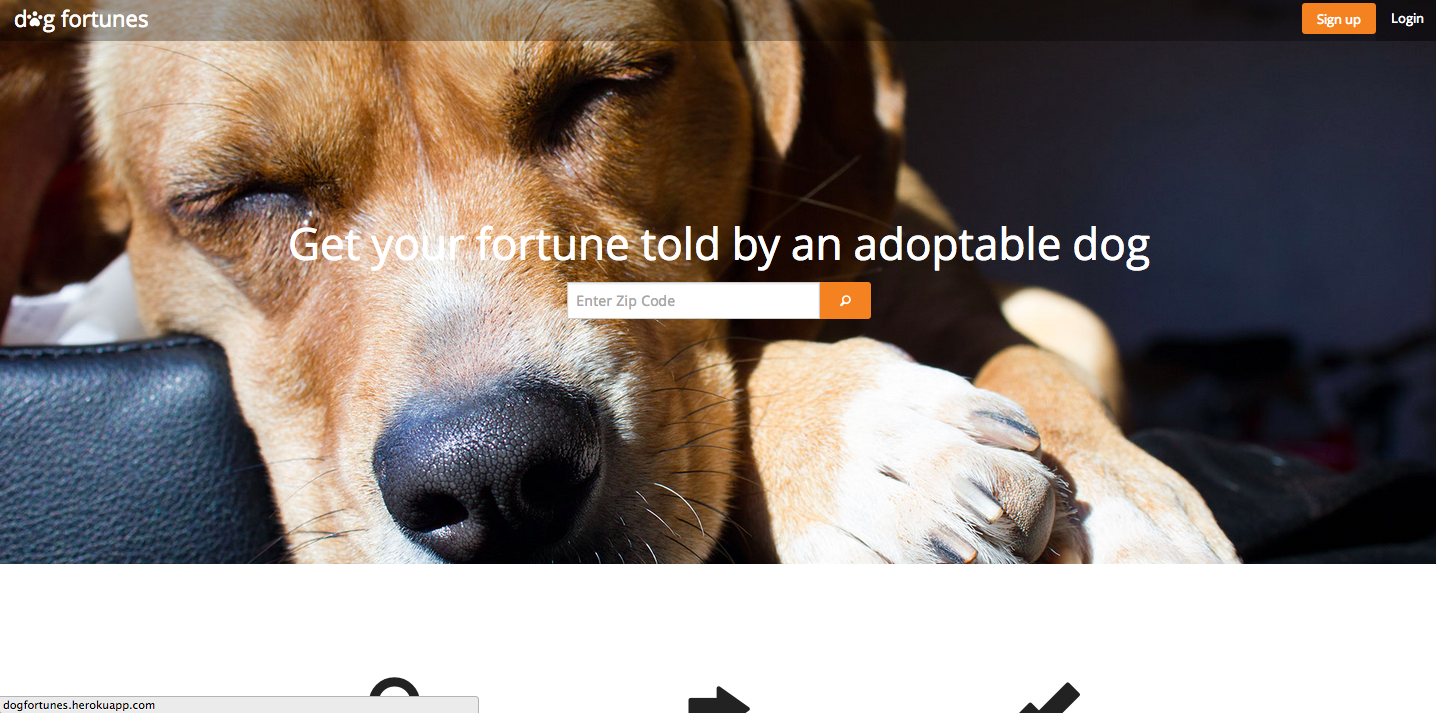 dog fortunes
Sign up
Login
Get your fortune told by an adoptable dog
Enter Zip Code
dogfortunes.herokuapp.com